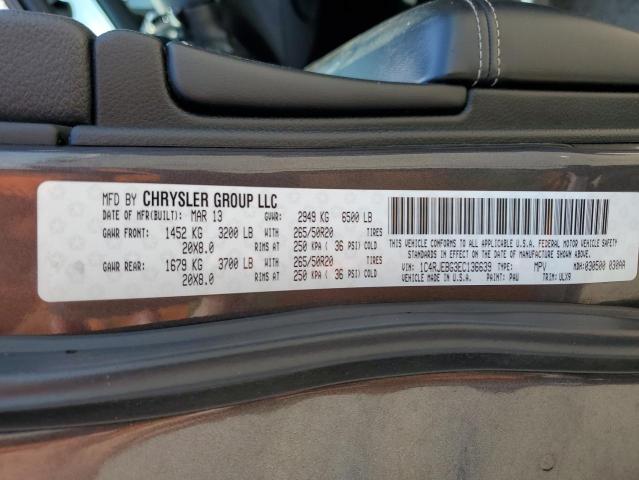 MFD BY CHRYSLER GROUP LLC
DATE OF MFR(BUILT): MAR 13 GVWR: 2949 KG 6500 LB
GAWR FRONT: 1452 KG 3200 LB WITH 265/50R20 TIRES
20X8.0 RIMS AT 250 KPA ( 36 PSI) COLD
GAWR REAR: 1679 KG 3700 LB WITH 265/50R20 TIRES
20X8.0 RIMS AT 250 KPA ( 36 PSI) COLD
THIS VEHICLE CONFORMS TO ALL APPLICABLE U.S.A. FEDERAL MOTOR VEHICLE SAFETY
STANDARDS IN EFFECT ON THE DATE OF MANUFACTURE SHOWN ABOVE.
VIN: 1C4RJEBG3EC136639 TYPE: MPV MDH: 030500 030AA
VEHICLE MADE IN U.S.A. PAINT: PAU TRIM: ULX9